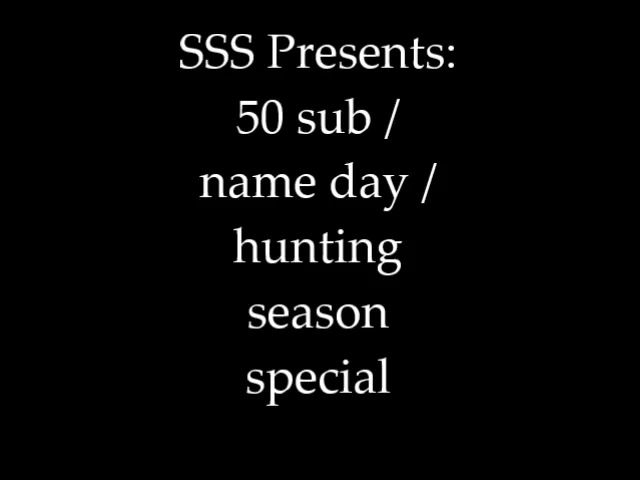 SSS Presents:
50 sub /
name day /
hunting
season
special